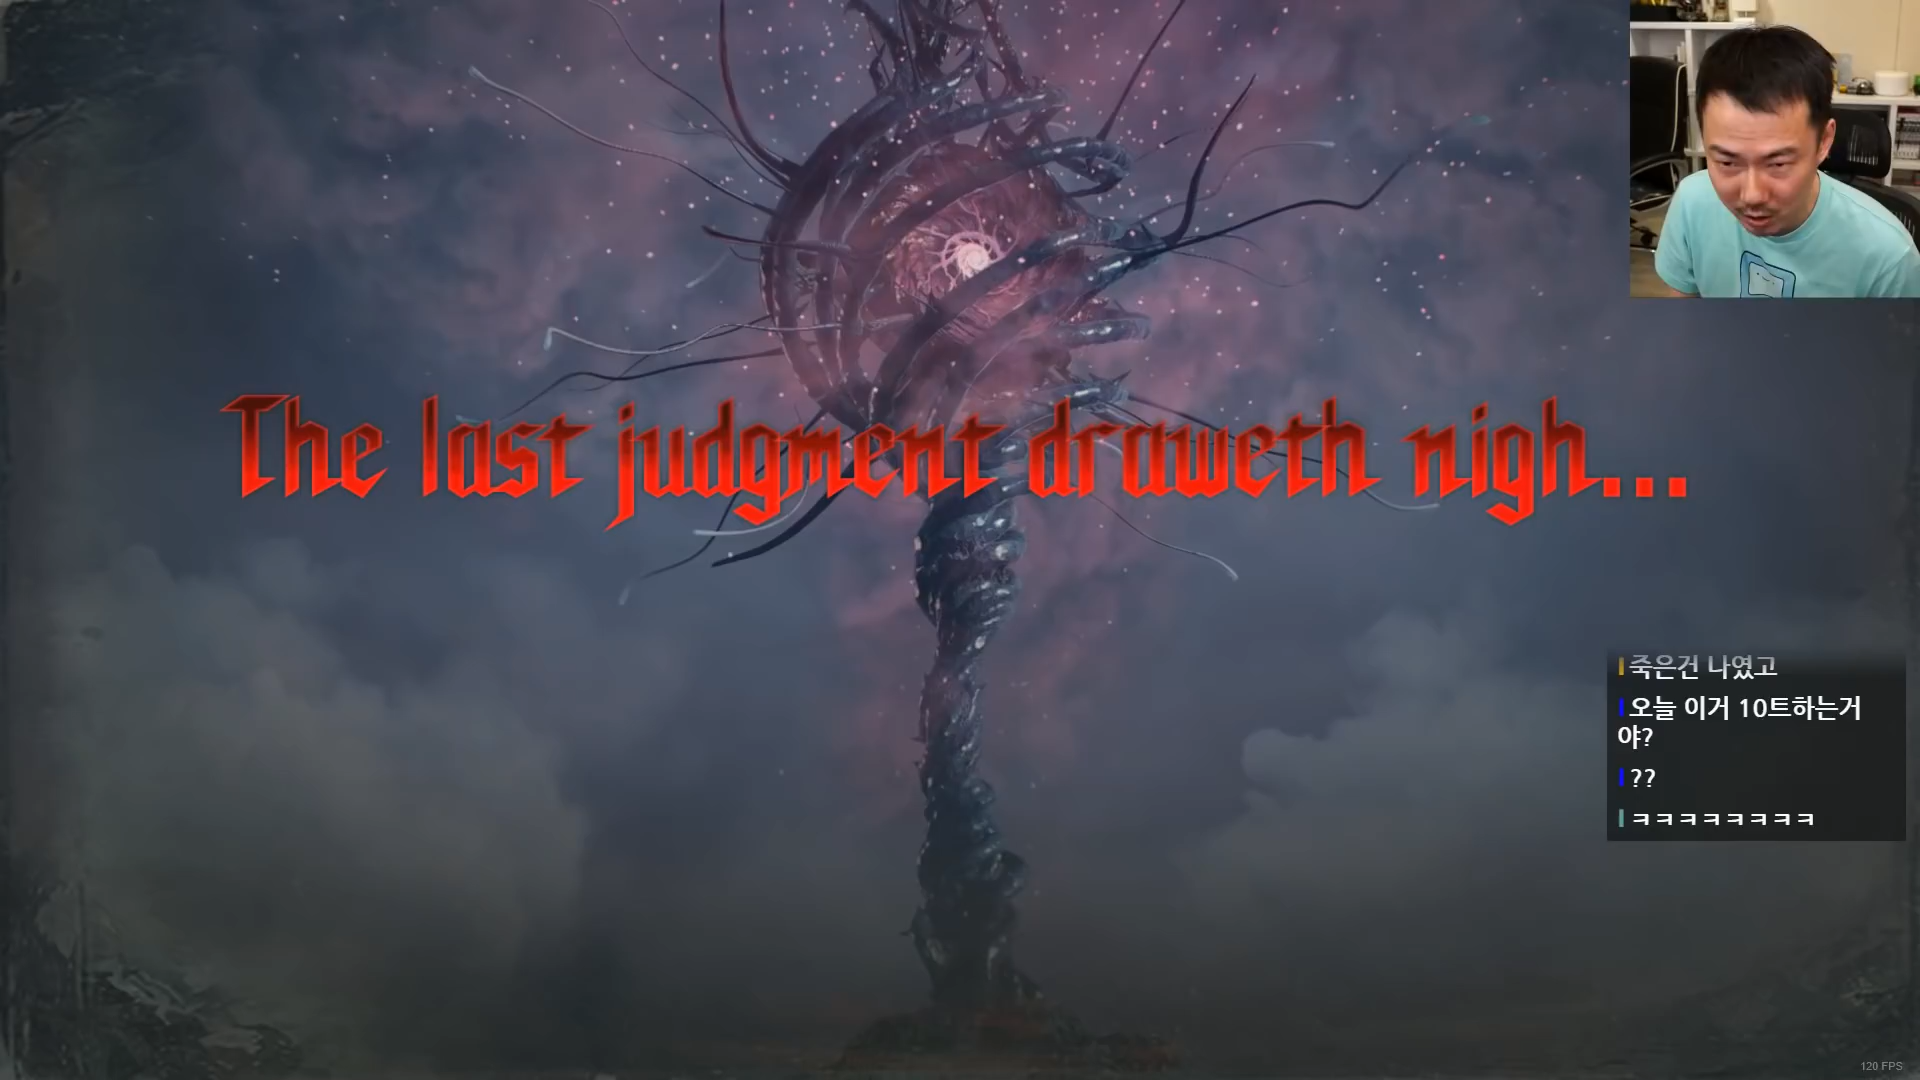 The last judgment draweth nigh...
죽은건 나였고
오늘 이거 10트하는거
야?
??
ㅋㅋㅋㅋㅋㅋㅋㅋ
120 FPS